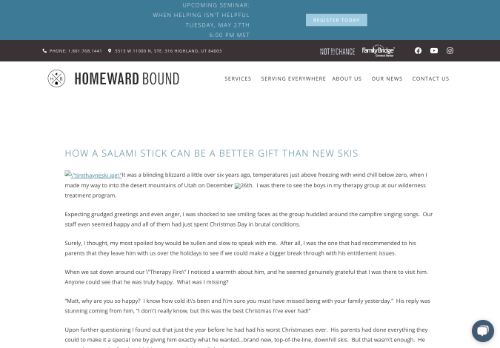 UPCOMING SEMINAR:
WHEN HELPING ISN'T HELPFUL
TUESDAY, MAY 27TH
6:00 PM MST
REGISTER TODAY
PHONE: 1.801.768.1441
5513 W 11000 N, STE. 516 HIGHLAND, UT 84003
NOT BY CHANCE
FamilyBridge
HOMEWARD BOUND
SERVICES SERVING EVERYWHERE ABOUT US OUR NEWS CONTACT US
HOW A SALAMI STICK CAN BE A BETTER GIFT THAN NEW SKIS
It was a blinding blizzard a little over six years ago, temperatures just above freezing with wind chill below zero, when I
made my way to into the desert mountains of Utah on December 26th. I was there to see the boys in my therapy group at our wilderness
treatment program.
Expecting grudged greetings and even anger, I was shocked to see smiling faces as the group huddled around the campfire singing songs. Our
staff even seemed happy and all of them had just spent Christmas Day in brutal conditions.
Surely, I thought, my most spoiled boy would be sullen and slow to speak with me. After all, I was the one that had recommended to his
parents that they leave him with us over the holidays to see if we could make a bigger break through with his entitlement issues.
When we sat down around our \"Therapy Fire\" I noticed a warmth about him, and he seemed genuinely grateful that I was there to visit him.
Anyone could see that he was truly happy. What was I missing?
"Matt, why are you so happy? I know how cold it\'s been and I\'m sure you must have missed being with your family yesterday." His reply was
stunning coming from him, "I don\'t really know, but this was the best Christmas I\'ve ever had!"
Upon further questioning I found out that just the year before he had had his worst Christmases ever. His parents had done everything they
could to make it a special one by giving him exactly what he wanted...brand new, top-of-the-line, downhill skis. But that wasn't enough. He